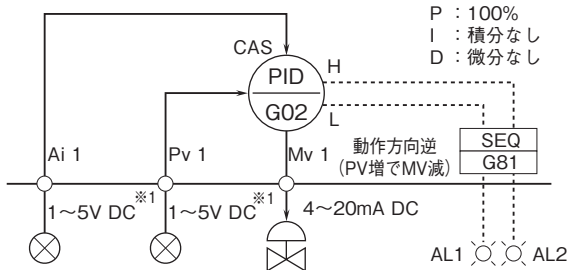 P : 100%
I : 積分なし
D : 微分なし
CAS
PID
G02
H
L
Ai 1
Pv 1
Mv 1
動作方向逆
(PV増でMV減)
SEQ
G81
1～5V DC※1
1～5V DC※1
4～20mA DC
AL1
AL2